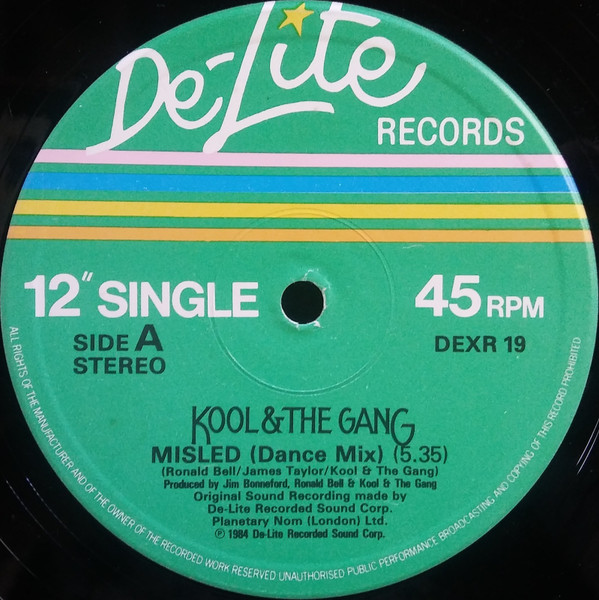 De-Lite
RECORDS
12" SINGLE
45 RPM
SIDE A
STEREO
DEXR 19
KOOL & THE GANG
MISLED (Dance Mix) (5.35)
(Ronald Bell/James Taylor/Kool & The Gang)
Produced by Jim Bonneford, Ronald Bell & Kool & The Gang
Original Sound Recording made by
De-Lite Recorded Sound Corp.
Planetary Nom (London) Ltd.
℗ 1984 De-Lite Recorded Sound Corp.
ALL RIGHTS OF THE MANUFACTURER AND OF THE OWNER OF THE RECORDED WORK RESERVED UNAUTHORISED PUBLIC PERFORMANCE BROADCASTING AND COPYING OF THIS RECORD PROHIBITED